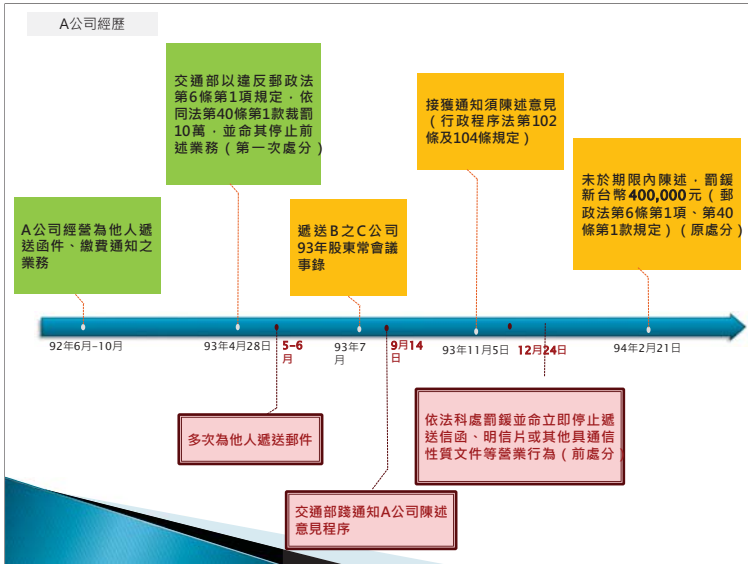 A公司經歷
交通部以違反郵政法
第6條第1項規定，依
同法第40條第1款裁罰
10萬，並命其停止前
述業務（第一次處分）
接獲通知須陳述意見
（行政程序法第102
條及104條規定）
未於期限內陳述，罰鍰
新台幣400,000元（郵
政法第6條第1項、第40
條第1款規定）（原處分）
A公司經營為他人遞
送函件、繳費通知之
業務
遞送B之C公司
93年股東常會議
事錄
92年6月-10月
93年4月28日
5-6
月
93年7
月
9月14
日
93年11月5日
12月24日
94年2月21日
多次為他人遞送郵件
依法科處罰鍰並命立即停止遞
送信函、明信片或其他具通信
性質文件等營業行為（前處分）
交通部踐通知A公司陳述
意見程序